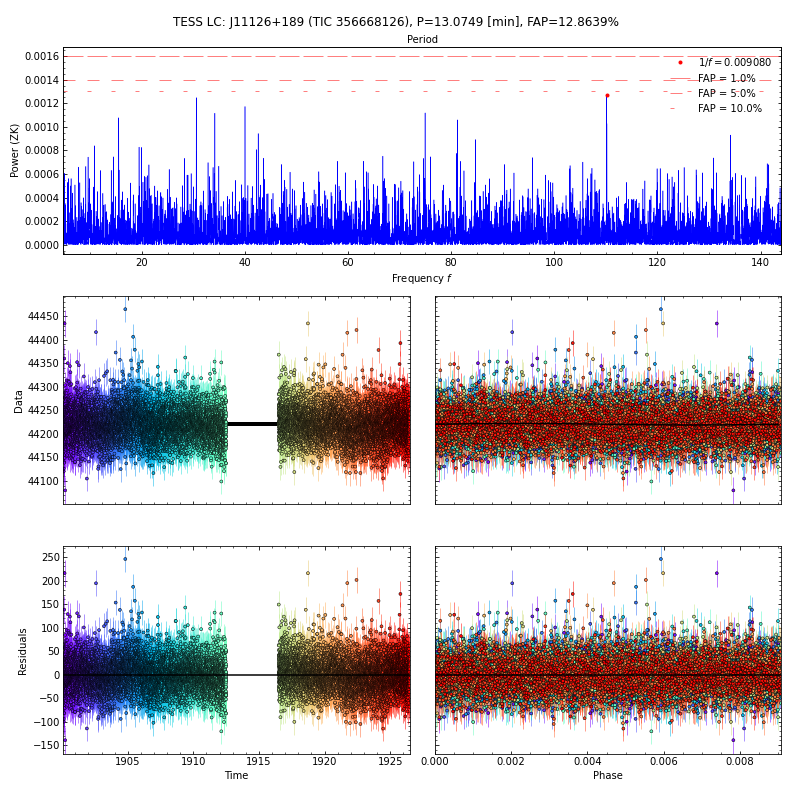 TESS LC: J11126+189 (TIC 356668126), P=13.0749 [min], FAP=12.8639%
Period
0.0016
0.0014
0.0012
0.0010
0.0008
0.0006
0.0004
0.0002
0.0000
Power (ZK)
1/f = 0.009080
FAP = 1.0%
FAP = 5.0%
FAP = 10.0%
20 40 60 80 100 120 140
Frequency f
44450
44400
44350
44300
44250
44200
44150
44100
Data
250
200
150
100
50
0
−50
−100
−150
Residuals
1905 1910 1915 1920 1925
Time
0.000 0.002 0.004 0.006 0.008
Phase